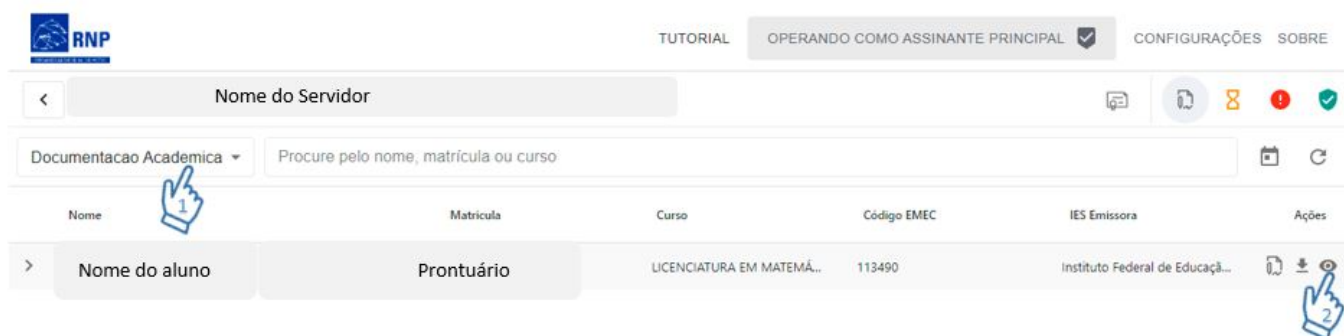 RNP
TUTORIAL OPERANDO COMO ASSINANTE PRINCIPAL CONFIGURAÇÕES SOBRE
Nome do Servidor
Documentacao Academica Procure pelo nome, matrícula ou curso
1
Nome Matricula Curso Código EMEC IES Emissora Ações
Nome do aluno Prontuário LICENCIATURA EM MATEMÁ... 113490 Instituto Federal de Educaçã...
2